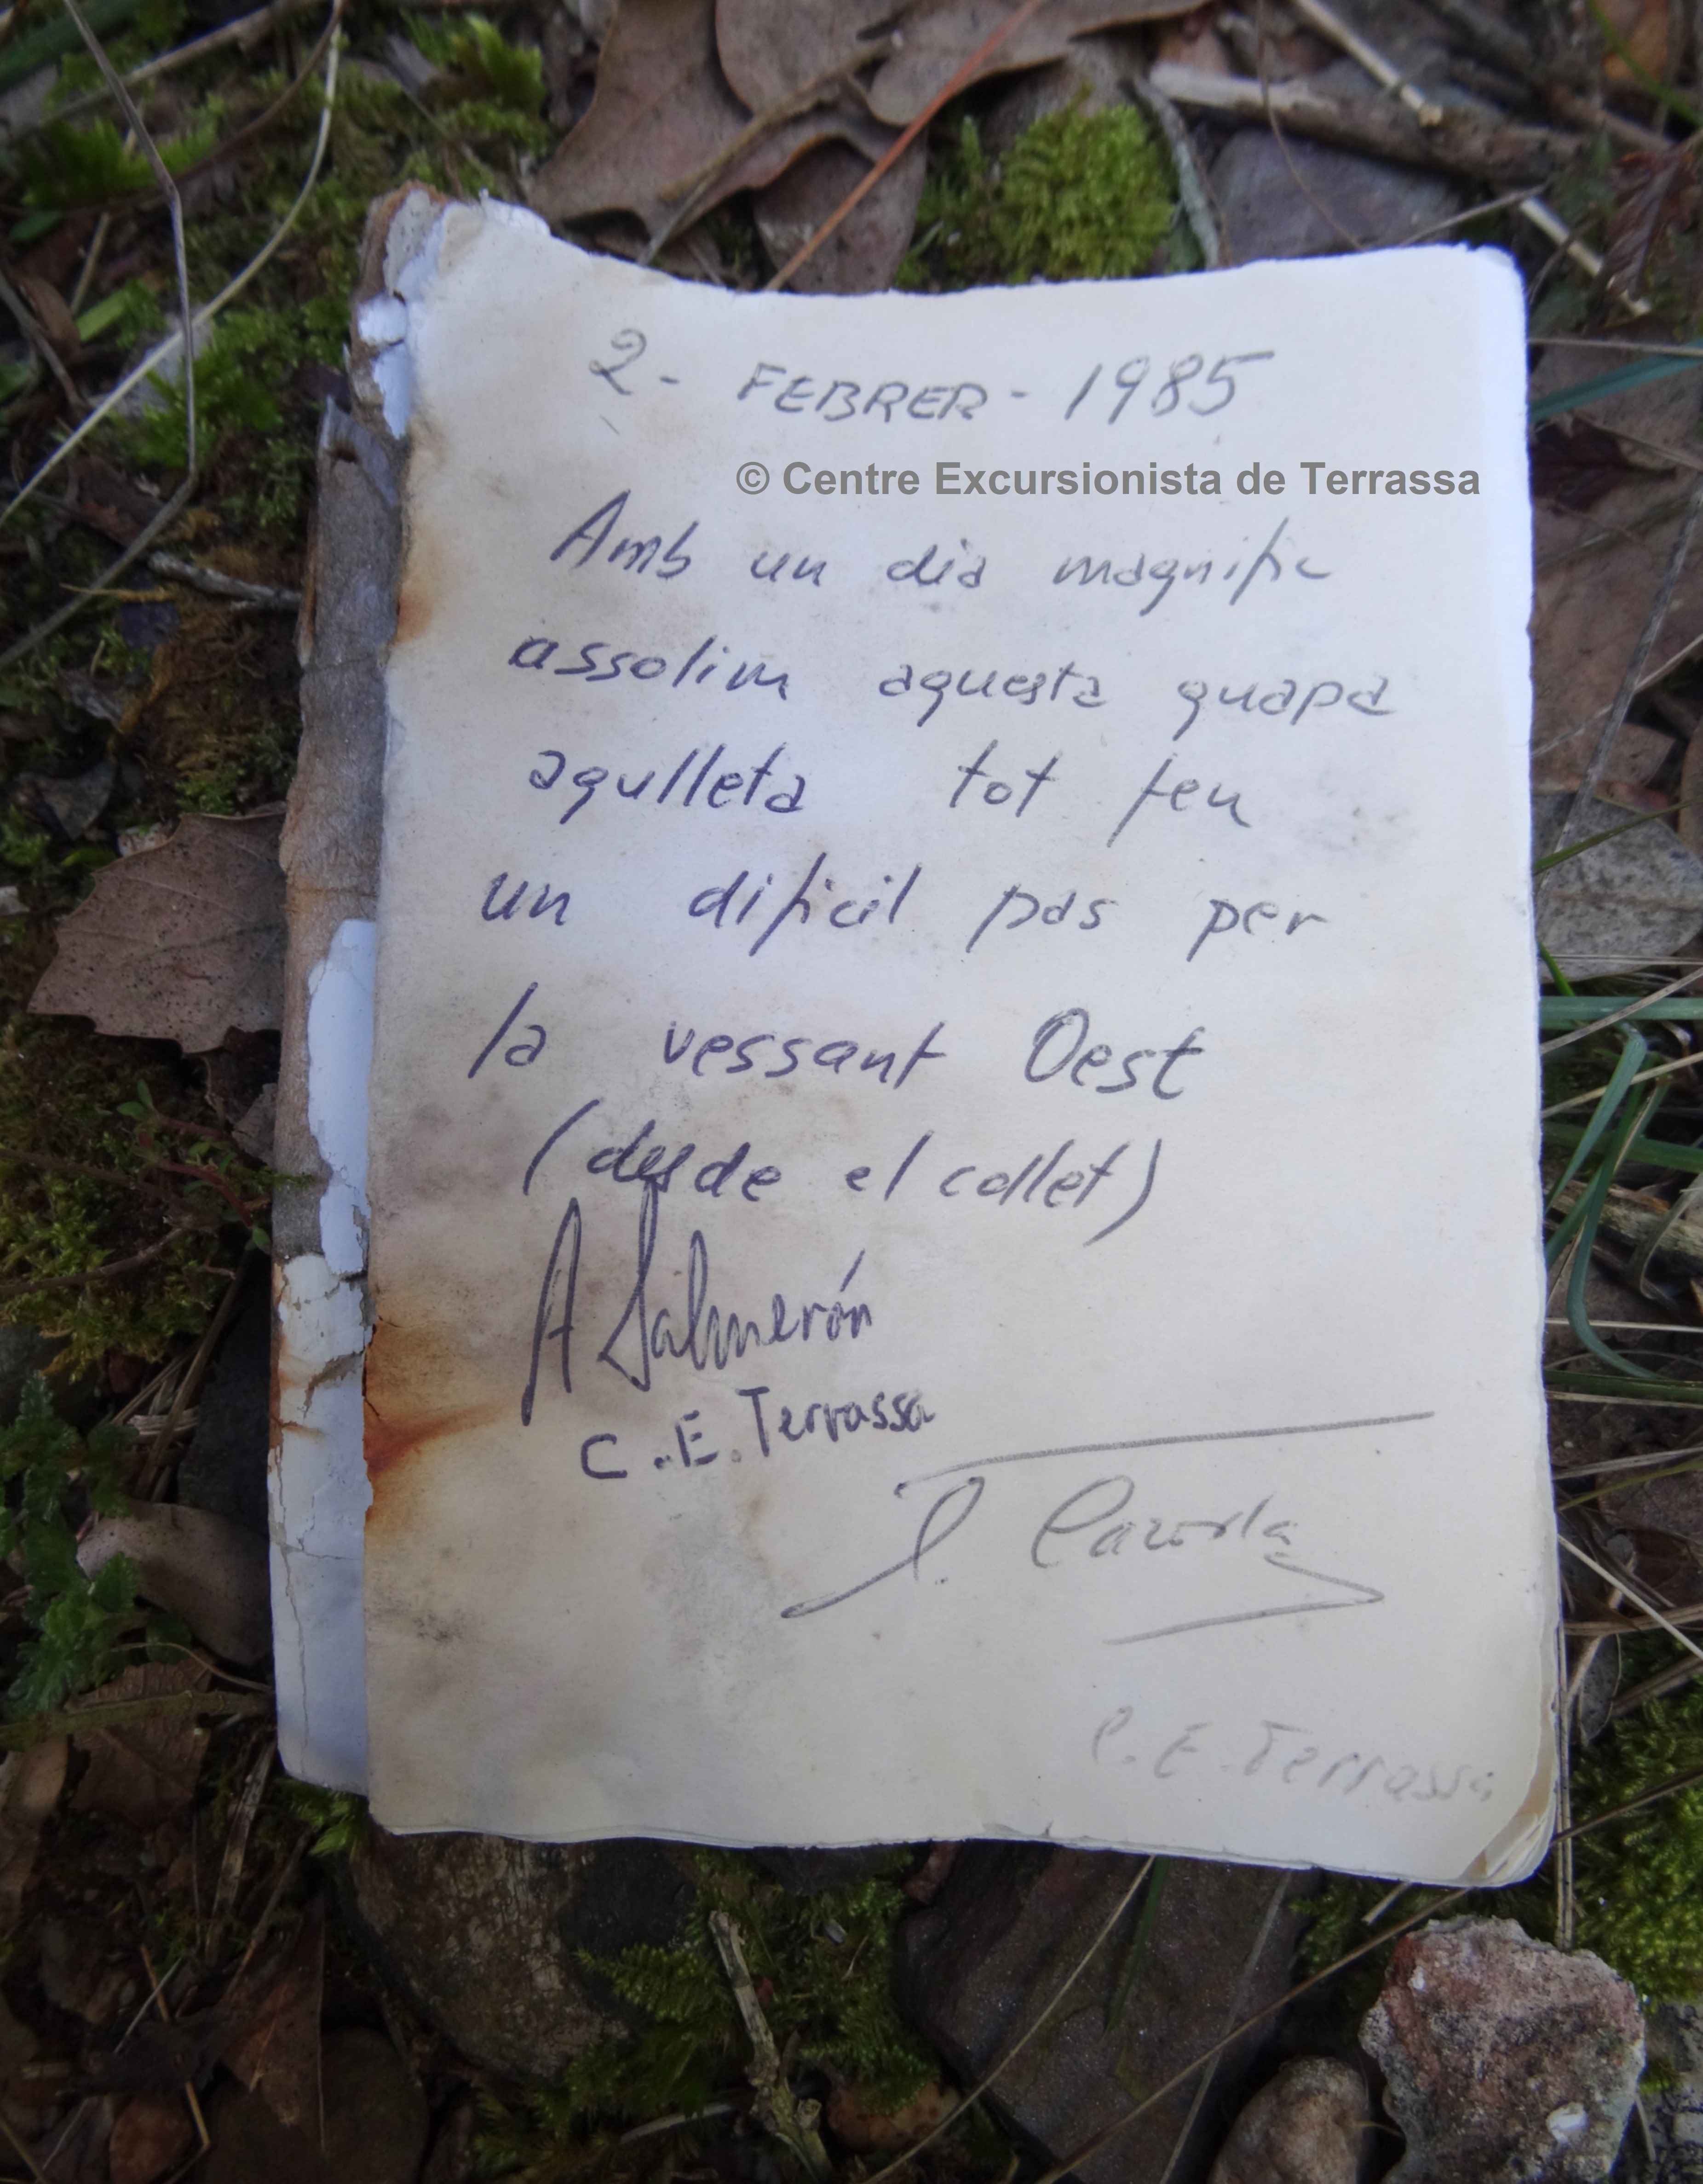 2 - FEBRER - 1985
© Centre Excursionista de Terrassa
Amb un dia magnific
assolim aquesta guapa
agulleta tot feu
un dificil pas per
la vessant Oest
(desde el collet)
A Salmerón
C.E. Terrassa
C.E. Terrassa